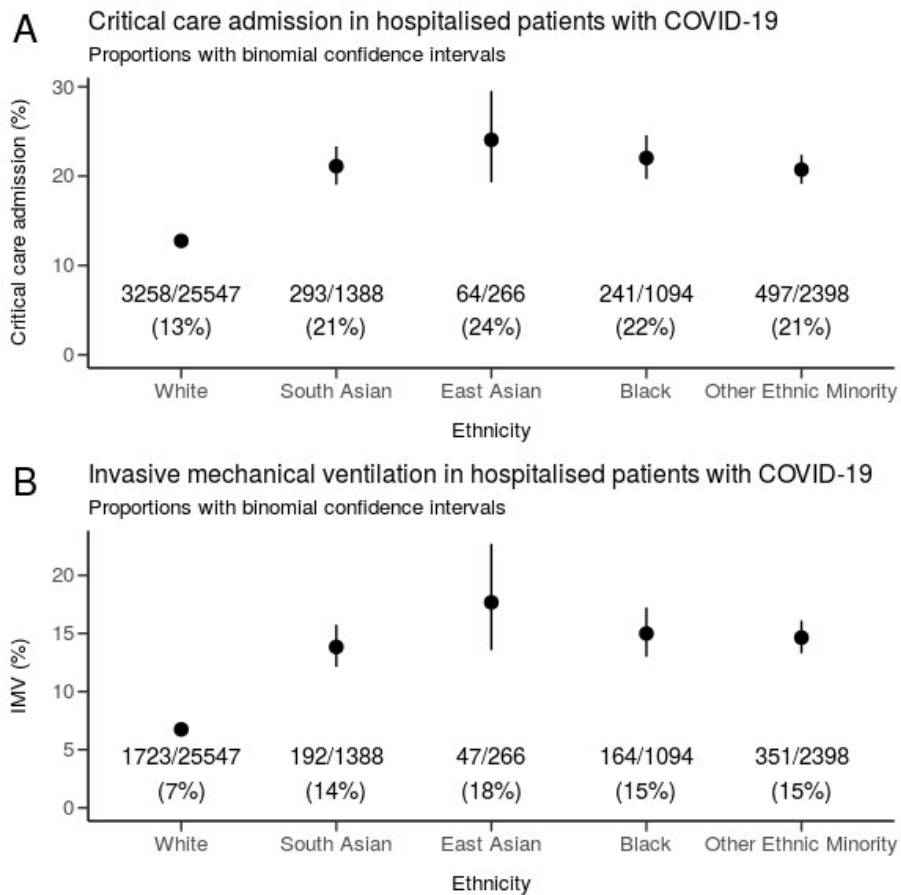 A
Critical care admission in hospitalised patients with COVID-19
Proportions with binomial confidence intervals
Critical care admission (%)
30
20
10
0
3258/25547 293/1388 64/266 241/1094 497/2398
(13%) (21%) (24%) (22%) (21%)
White South Asian East Asian Black Other Ethnic Minority
Ethnicity
B
Invasive mechanical ventilation in hospitalised patients with COVID-19
Proportions with binomial confidence intervals
IMV (%)
20
15
10
5
0
1723/25547 192/1388 47/266 164/1094 351/2398
(7%) (14%) (18%) (15%) (15%)
White South Asian East Asian Black Other Ethnic Minority
Ethnicity